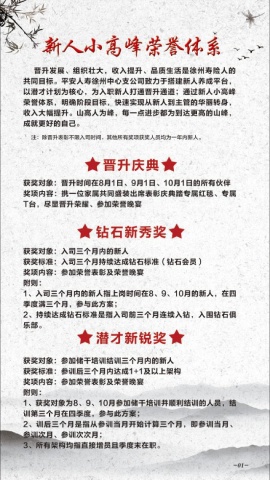 新人小高峰荣誉体系
晋升发展、组织壮大，收入提升、品质生活是徐州寿险人的
共同目标。平安人寿徐州中心支公司致力于搭建新人养成平台，
以潜才计划为核心，为入职新人打通晋升通道；通过新人小高峰
荣誉体系，明确阶段目标，快速实现从新人到主管的华丽转身，
收入大幅提升。山高人为峰，每一点进步都为到达更高的山峰，
成就更好的自己。
注：除晋升表彰不限入司时间，其他所有奖项获奖人员均为一年内新人。
晋升庆典
获奖对象：晋升时间在8月1日、9月1日、10月1日的所有伙伴
奖项内容：携一位家属共同盛装出席表彰庆典踏专属红毯、专属
T台，尽显晋升荣耀、参加荣誉晚宴
钻石新秀奖
获奖对象：入司三个月内的新人
获奖标准：入司三个月持续达成钻石标准（钻石会员）
奖项内容：参加荣誉表彰及荣誉晚宴
附则：
1、入司三个月内的新人指上岗时间在8、9、10月的新人，在四
季度满三个月，参与此方案；
2、持续达成钻石标准是指入司前三个月连续入钻，入围钻石俱
乐部。
潜才新锐奖
获奖对象：参加储干培训结训三个月内的新人
获奖标准：参训后三个月内达成1+1及以上架构
奖项内容：参加荣誉表彰及荣誉晚宴
附则：
1、获奖对象为8、9、10月参加储干培训并顺利结训的人员，结
训第三个月在四季度，参与此方案；
2、训后三个月是指从参训当月开始计算三个月，即参训当月、
参训次月、参训次次月；
3、所有架构均指直接增员且季度末在职。
~01~